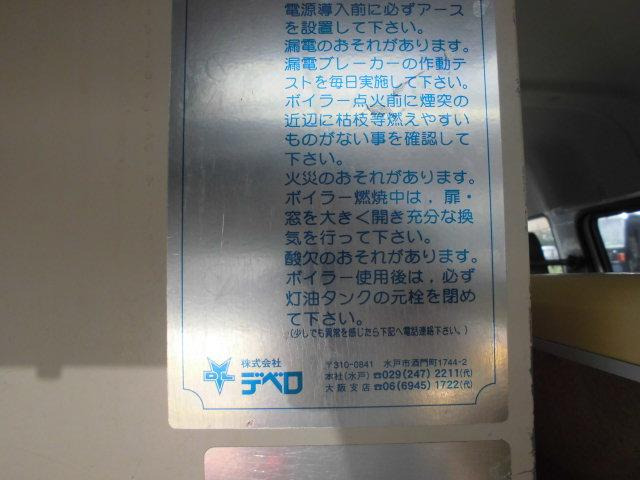 電源導入前に必ずアース
を設置して下さい。
漏電のおそれがあります。
漏電ブレーカーの作動テ
ストを毎日実施して下さい。
ボイラー点火前に煙突の
近辺に枯枝等燃えやすい
ものがない事を確認して
下さい。
火災のおそれがあります。
ボイラー燃焼中は，扉・
窓を大きく開き充分な換
気を行って下さい。
酸欠のおそれがあります。
ボイラー使用後は，必ず
灯油タンクの元栓を閉め
て下さい。
（少しでも異常を感じたら下記へ電話連絡下さい。）
株式会社
デベロ
〒310-0841 水戸市酒門町1744-2
本社(水戸)☎029(247)2211(代)
大阪支店☎06(6945)1722(代)